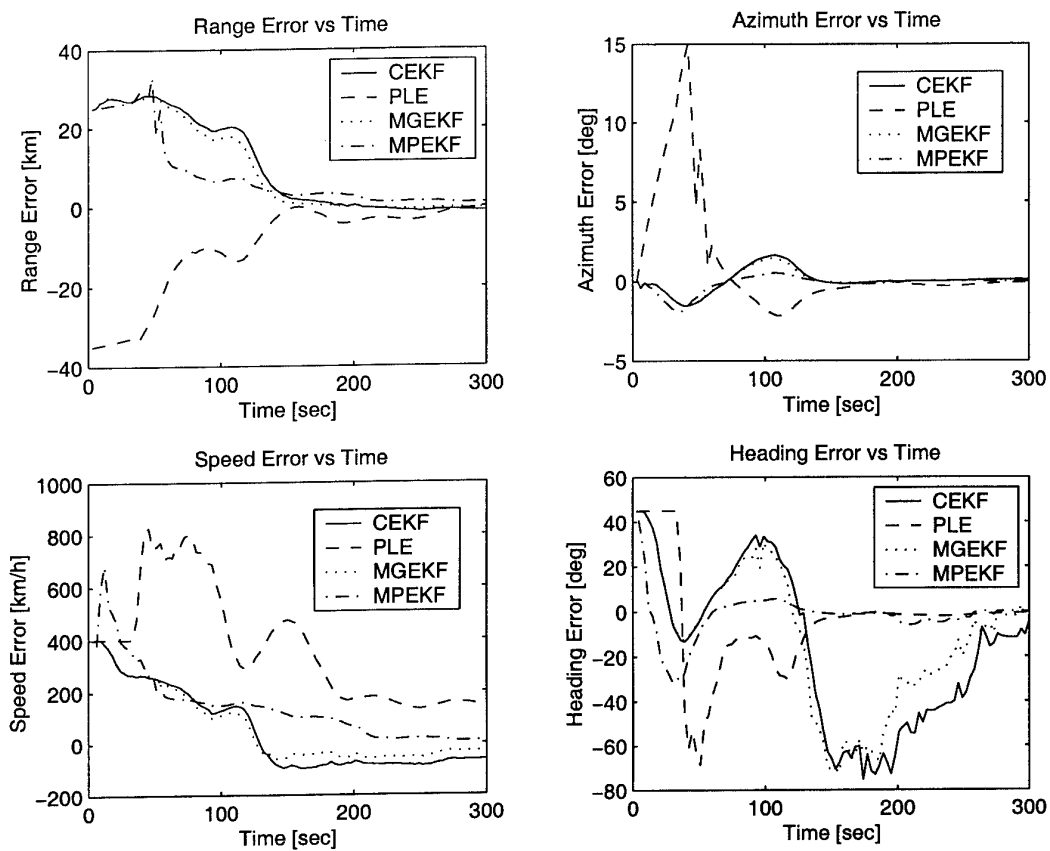 Range Error vs Time
Range Error [km]
40
20
0
−20
−40
0
100
200
300
Time [sec]
CEKF
PLE
MGEKF
MPEKF
Azimuth Error vs Time
Azimuth Error [deg]
15
10
5
0
−5
0
100
200
300
Time [sec]
CEKF
PLE
MGEKF
MPEKF
Speed Error vs Time
Speed Error [km/h]
1000
800
600
400
200
0
−200
0
100
200
300
Time [sec]
CEKF
PLE
MGEKF
MPEKF
Heading Error vs Time
Heading Error [deg]
60
40
20
0
−20
−40
−60
−80
0
100
200
300
Time [sec]
CEKF
PLE
MGEKF
MPEKF